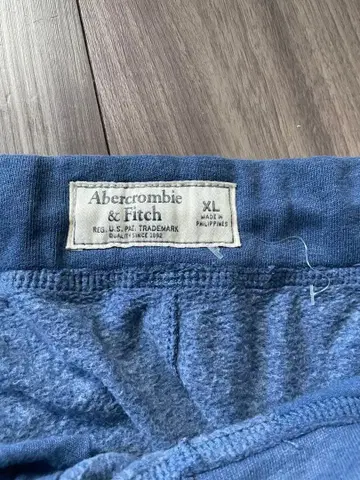 Abercrombie
& Fitch
REG. U.S. PAT. TRADEMARK
QUALITY SINCE 1892
XL
MADE IN
PHILIPPINES